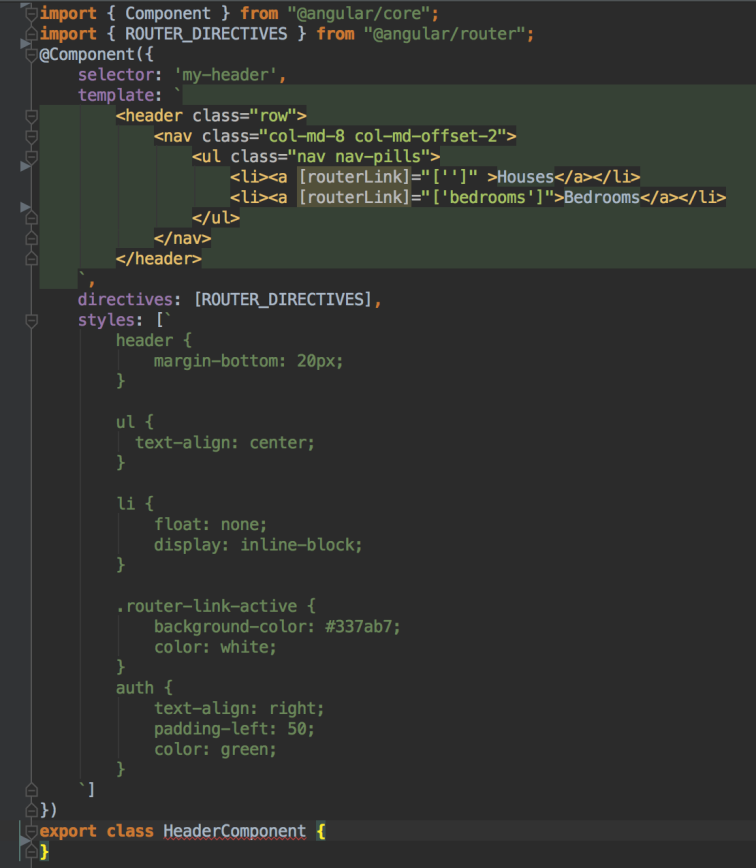 import { Component } from "@angular/core";
import { ROUTER_DIRECTIVES } from "@angular/router";
@Component({
    selector: 'my-header',
    template: `
        <header class="row">
            <nav class="col-md-8 col-md-offset-2">
                <ul class="nav nav-pills">
                    <li><a [routerLink]="['']" >Houses</a></li>
                    <li><a [routerLink]="['bedrooms']">Bedrooms</a></li>
                </ul>
            </nav>
        </header>
    `,
    directives: [ROUTER_DIRECTIVES],
    styles: [`
        header {
            margin-bottom: 20px;
        }

        ul {
          text-align: center;
        }

        li {
            float: none;
            display: inline-block;
        }

        .router-link-active {
            background-color: #337ab7;
            color: white;
        }
        auth {
            text-align: right;
            padding-left: 50;
            color: green;
        }
    `]
})
export class HeaderComponent {
}